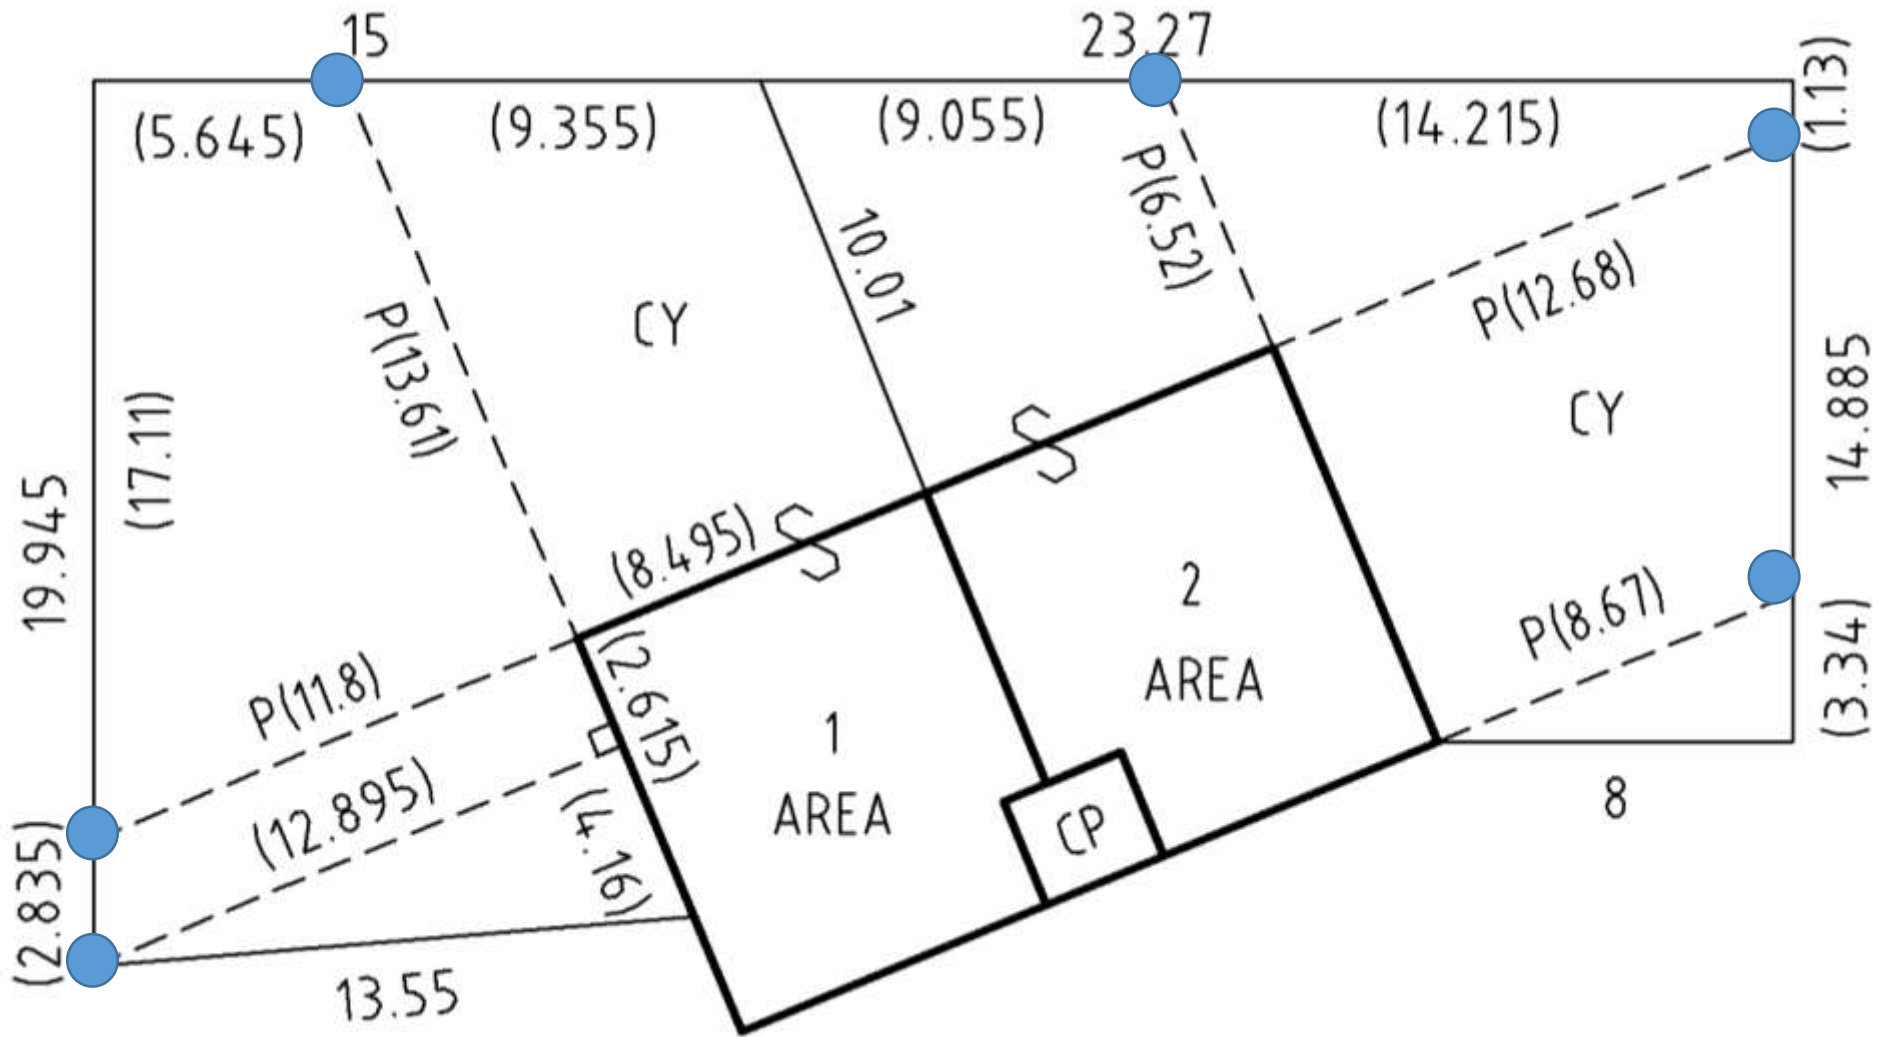 15
23.27
(1.13)
(5.645)
(9.355)
(9.055)
(14.215)
P(6.52)
10.01
P(12.68)
P(13.61)
CY
CY
14.885
(17.11)
19.945
(8.495)
S
S
2
AREA
P(8.67)
(3.34)
P(11.8)
(2.615)
1
AREA
(12.895)
(4.16)
CP
8
(2.835)
13.55